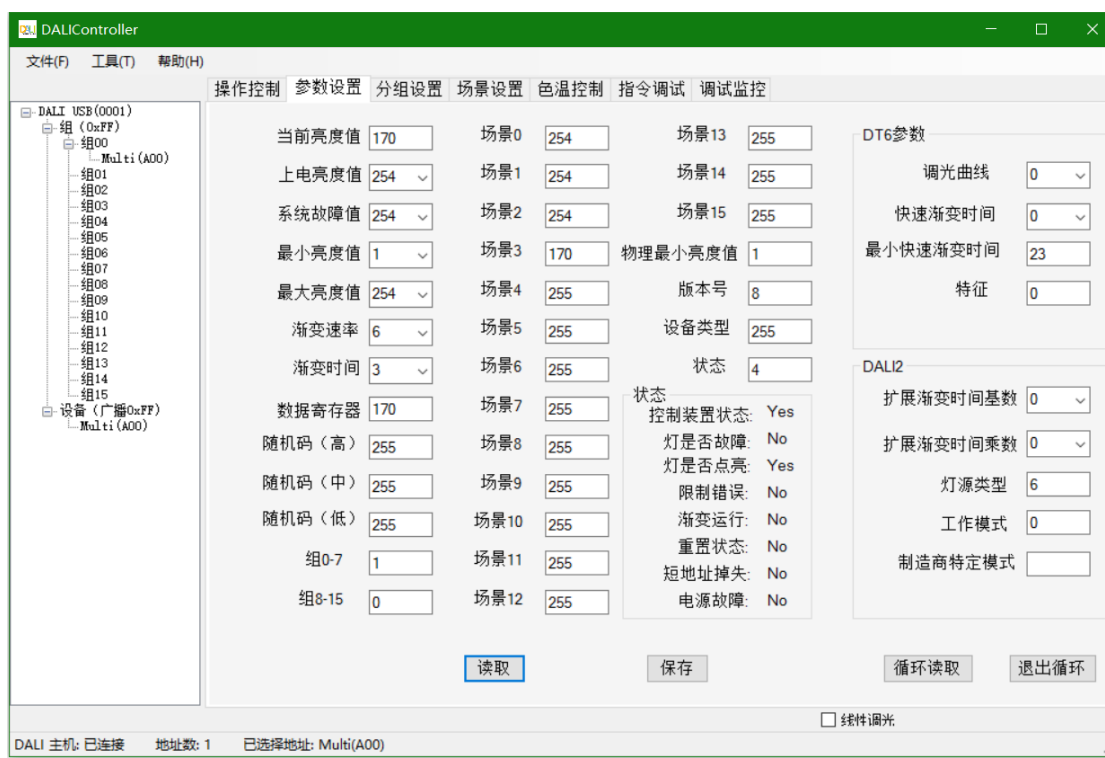 DALIController
文件(F) 工具(T) 帮助(H)
操作控制 参数设置 分组设置 场景设置 色温控制 指令调试 调试监控
DALI USB(0001)
组 (0xFF)
组00
Multi(A00)
组01
组02
组03
组04
组05
组06
组07
组08
组09
组10
组11
组12
组13
组14
组15
设备 (广播0xFF)
Multi(A00)
当前亮度值 170
上电亮度值 254
系统故障值 254
最小亮度值 1
最大亮度值 254
渐变速率 6
渐变时间 3
数据寄存器 170
随机码（高） 255
随机码（中） 255
随机码（低） 255
组0-7 1
组8-15 0
场景0 254
场景1 254
场景2 254
场景3 170
场景4 255
场景5 255
场景6 255
场景7 255
场景8 255
场景9 255
场景10 255
场景11 255
场景12 255
场景13 255
场景14 255
场景15 255
物理最小亮度值 1
版本号 8
设备类型 255
状态 4
状态
控制装置状态: Yes
灯是否故障: No
灯是否点亮: Yes
限制错误: No
渐变运行: No
重置状态: No
短地址掉失: No
电源故障: No
DT6参数
调光曲线 0
快速渐变时间 0
最小快速渐变时间 23
特征 0
DALI2
扩展渐变时间基数 0
扩展渐变时间乘数 0
灯源类型 6
工作模式 0
制造商特定模式
读取 保存 循环读取 退出循环
线性调光
DALI 主机: 已连接 地址数: 1 已选择地址: Multi(A00)